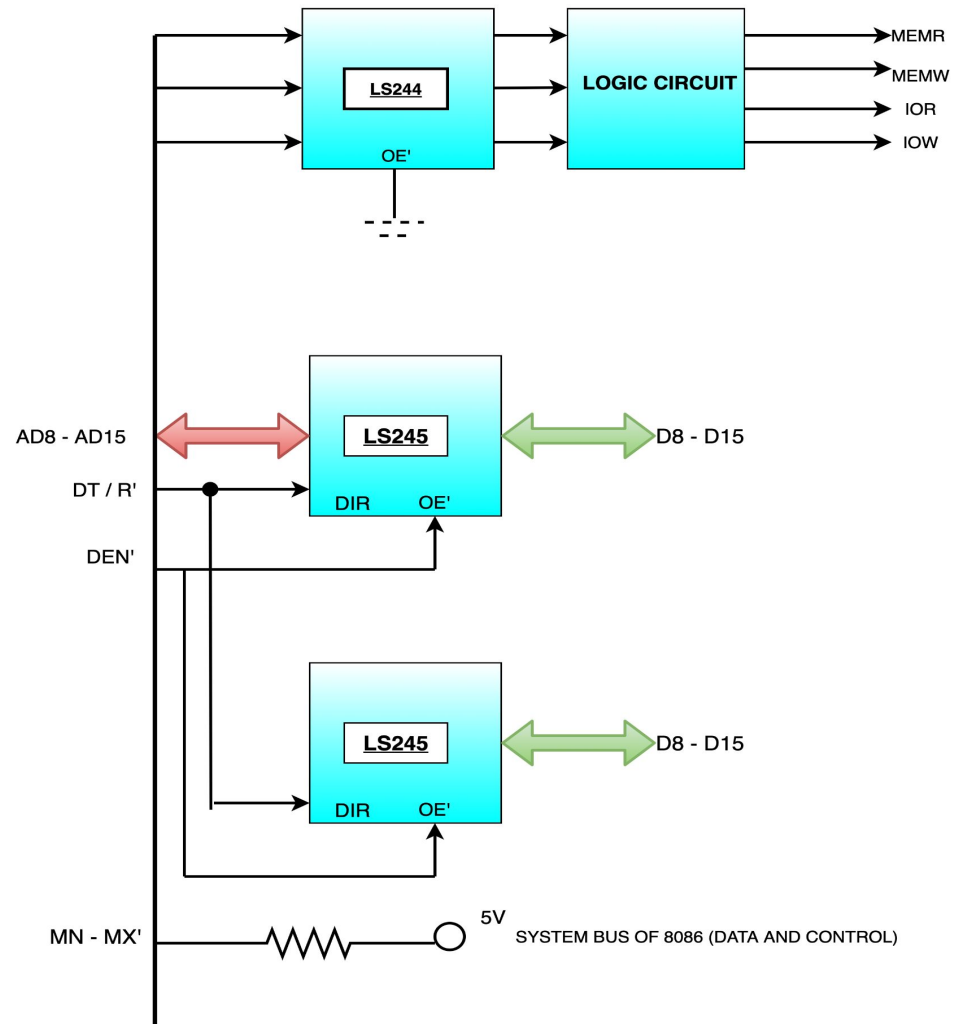 MEMR
LS244
LOGIC CIRCUIT
MEMW
IOR
IOW
OE'
AD8 - AD15
LS245
D8 - D15
DT / R'
DIR
OE'
DEN'
LS245
D8 - D15
DIR
OE'
MN - MX'
5V
SYSTEM BUS OF 8086 (DATA AND CONTROL)